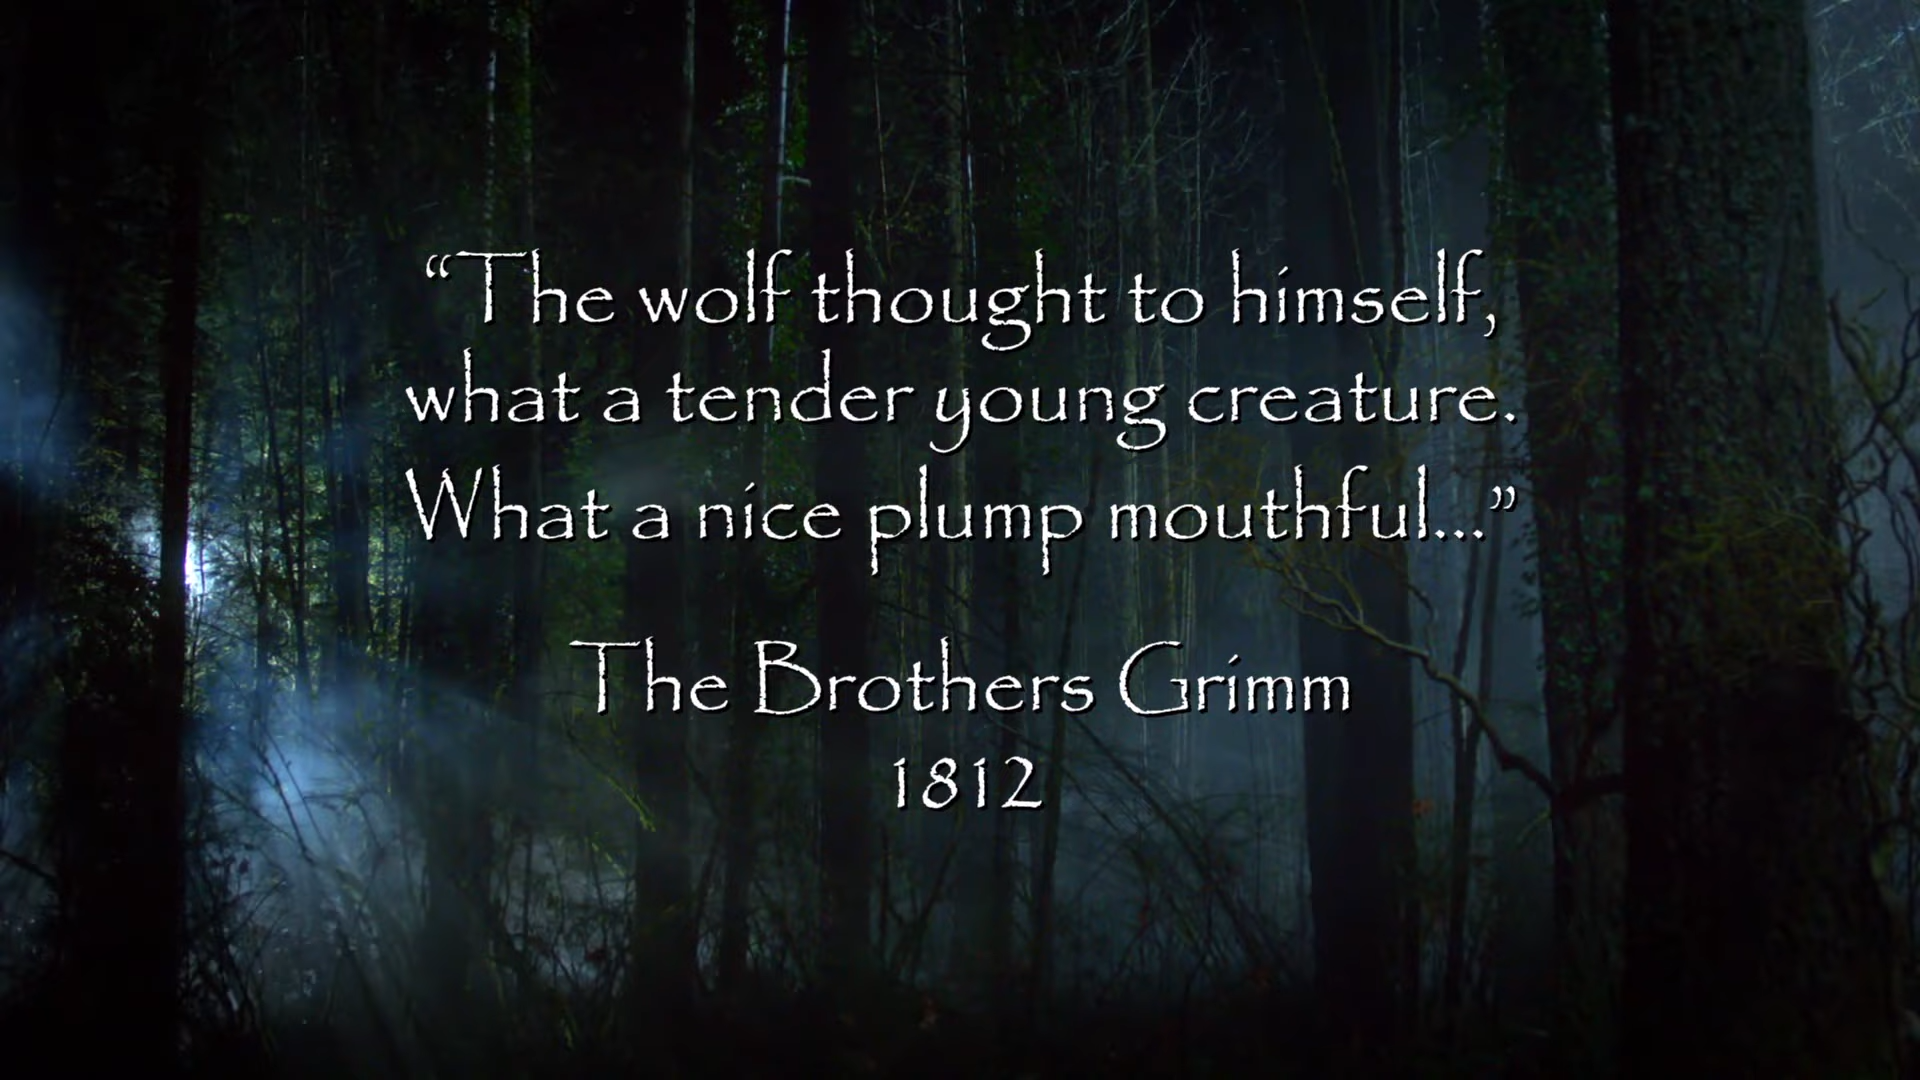 “The wolf thought to himself,
what a tender young creature.
What a nice plump mouthful...”
The Brothers Grimm
1812